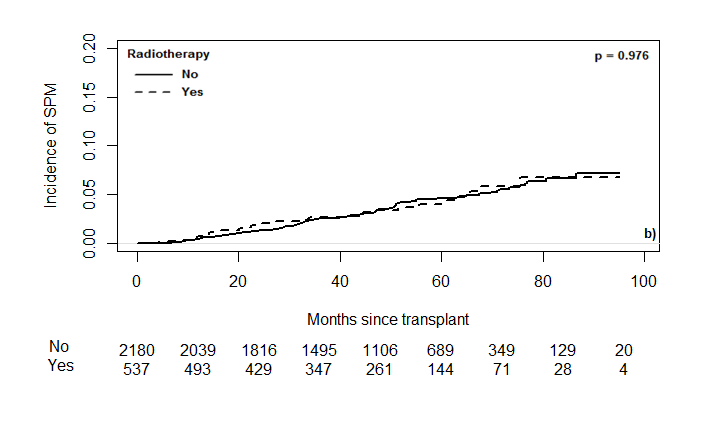 Radiotherapy
No
Yes
p = 0.976
0.20
0.15
0.10
0.05
0.00
Incidence of SPM
b)
0 20 40 60 80 100
Months since transplant
No 2180 2039 1816 1495 1106 689 349 129 20
Yes 537 493 429 347 261 144 71 28 4